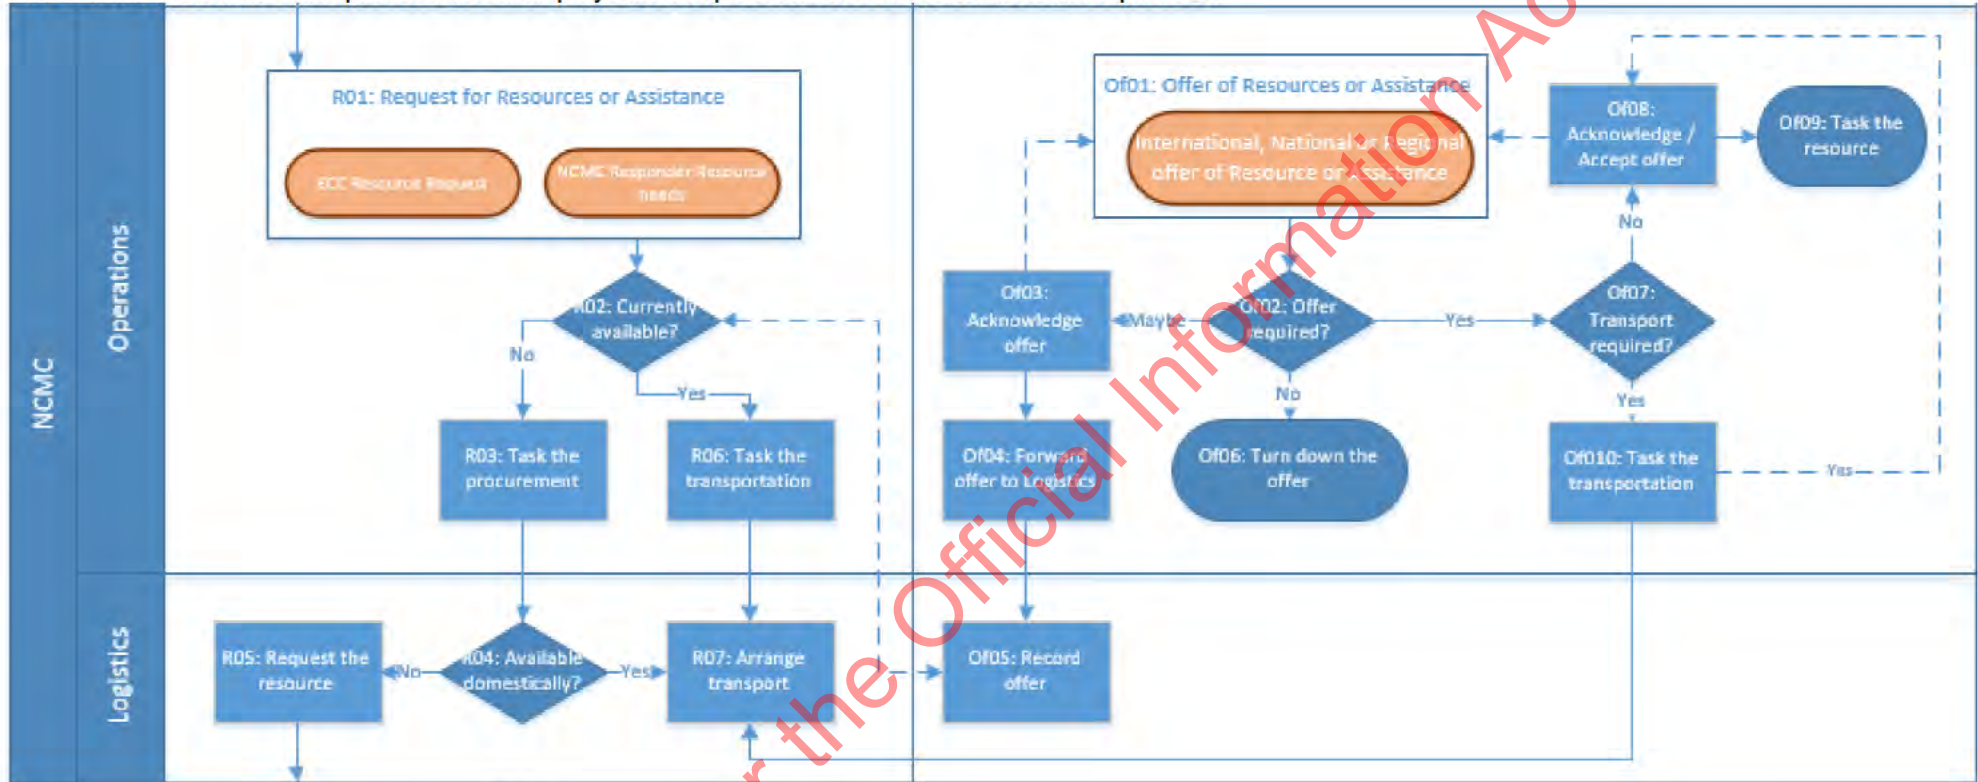 NCMC
Operations
Logistics
R01: Request for Resources or Assistance
ECC Resource Request
NCMC Responder Resource
needs
R02: Currently
available?
No
Yes
R03: Task the
procurement
R06: Task the
transportation
R05: Request the
resource
No
R04: Available
domestically?
Yes
R07: Arrange
transport
Of01: Offer of Resources or Assistance
International, National or Regional
offer of Resource or Assistance
Of08:
Acknowledge /
Accept offer
Of09: Task the
resource
No
Of03:
Acknowledge
offer
Maybe
Of02: Offer
required?
Yes
Of07:
Transport
required?
No
Yes
Of04: Forward
offer to Logistics
Of06: Turn down the
offer
Of010: Task the
transportation
Yes
Of05: Record
offer
r the Official Information Ac